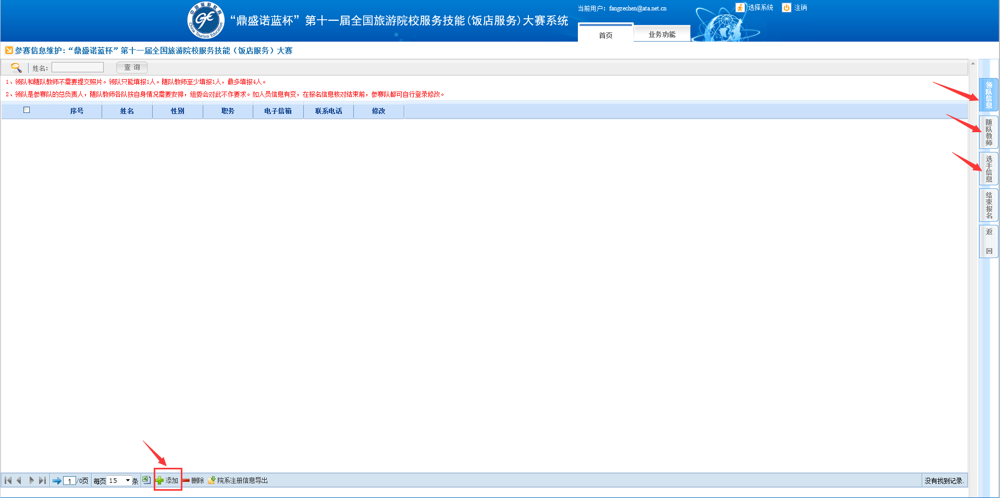 中国旅游教育
China Tourism Education
“鼎盛诺蓝杯”第十一届全国旅游院校服务技能(饭店服务)大赛系统
当前用户: fangzechen@ata.net.cn
选择系统
注销
首页
业务功能
参赛信息维护:“鼎盛诺蓝杯”第十一届全国旅游院校服务技能（饭店服务）大赛
姓名:
查 询
1、领队和随队教师不需要提交照片。领队只能填报1人。随队教师至少填报1人，最多填报4人。
2、领队是参赛队的总负责人，随队教师各队按自身情况需要安排，组委会对此不作要求。如人员信息有变，在报名信息核对结束前，参赛队都可自行登录修改。
序号 姓名 性别 职务 电子信箱 联系电话 修改
领队信息
随队教师
选手信息
结束报名
返回
1 /0页 每页 15 条 添加 删除 院系注册信息导出 没有找到记录.